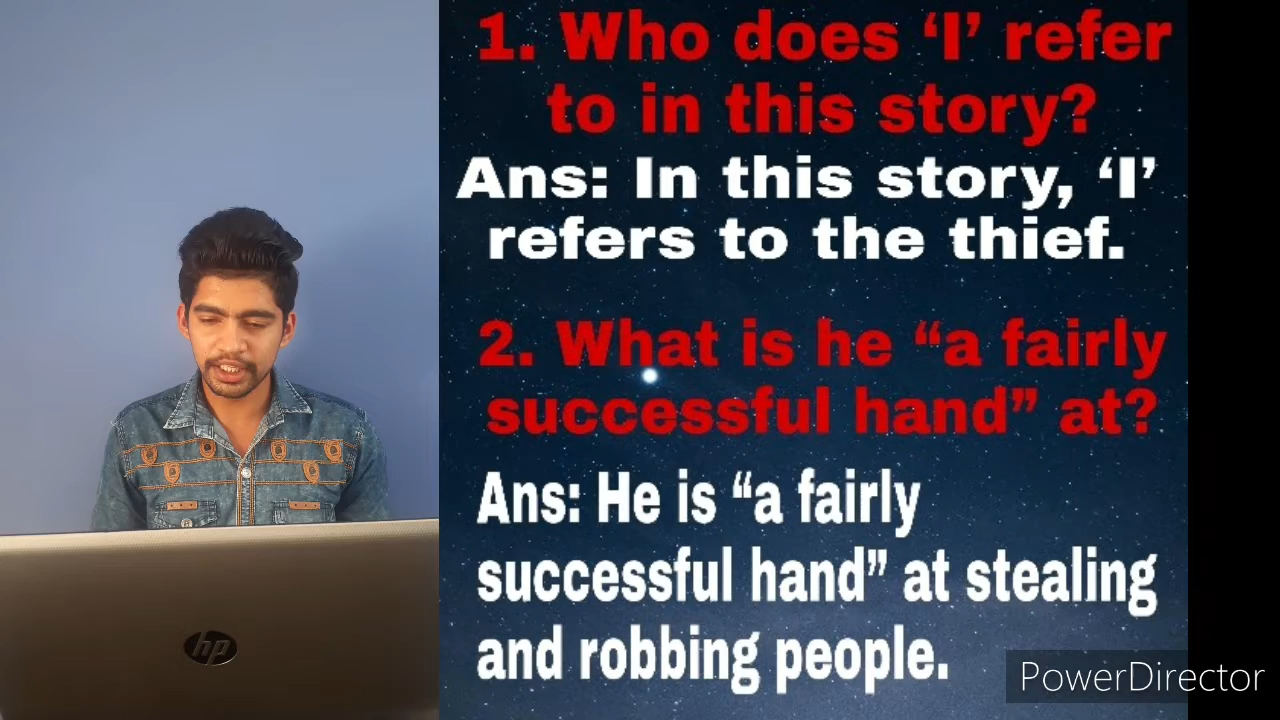 1. Who does ‘I’ refer
to in this story?
Ans: In this story, ‘I’
refers to the thief.
2. What is he “a fairly
successful hand” at?
Ans: He is “a fairly
successful hand” at stealing
and robbing people.
hp
PowerDirector